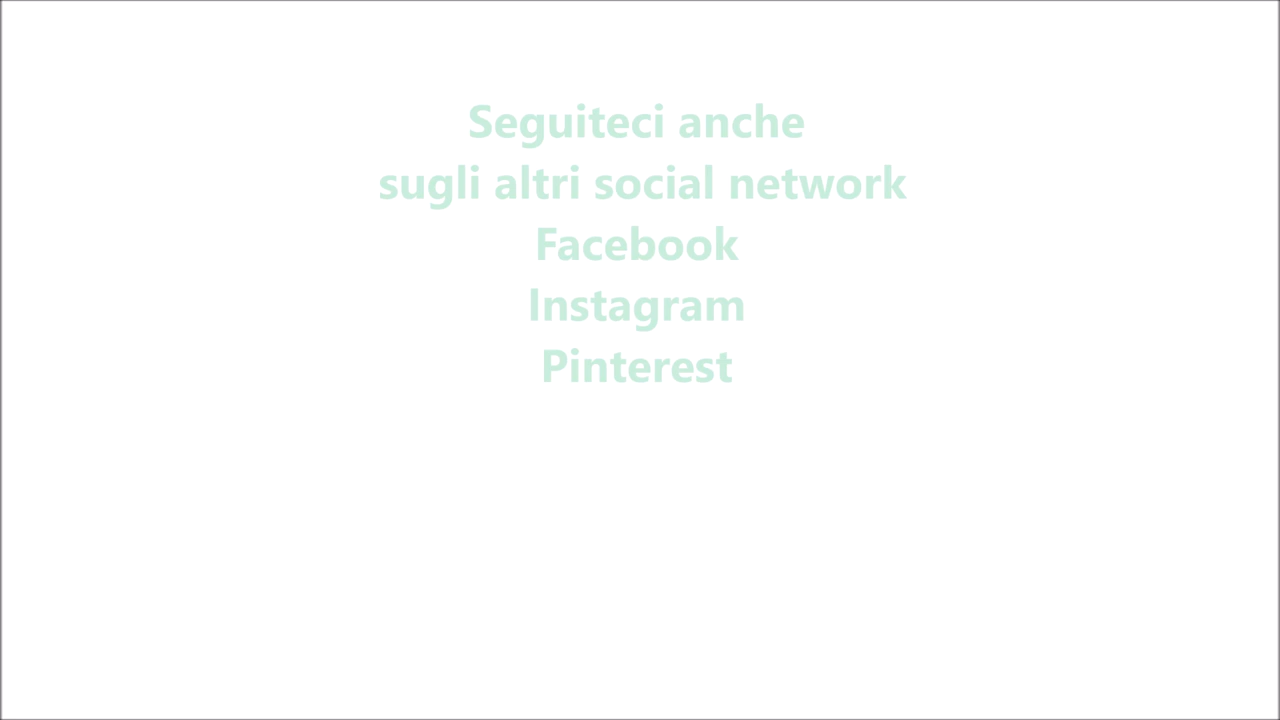 Seguiteci anche
sugli altri social network
Facebook
Instagram
Pinterest